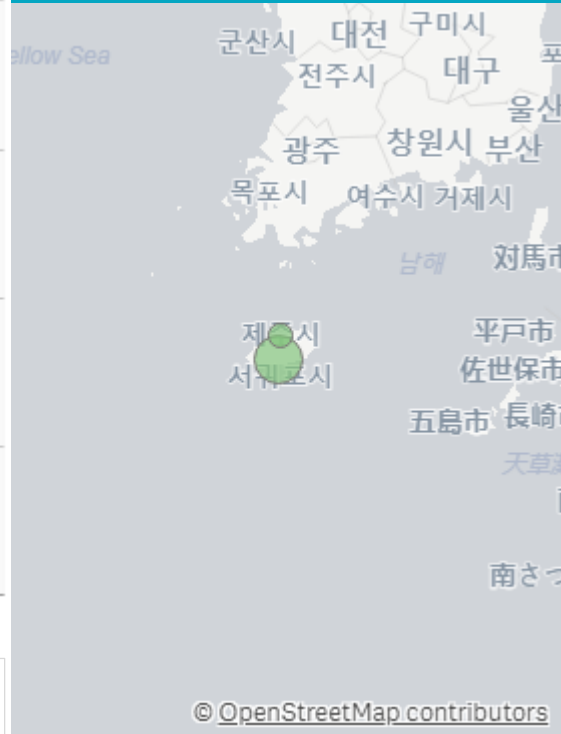 ellow Sea
군산시 대전 구미시
전주시 대구
울산
광주 창원시 부산
목포시 여수시 거제시
남해 対馬市
제주시 平戸市
서귀포시 佐世保市
五島市 長崎
天草
南さつ
© OpenStreetMap contributors